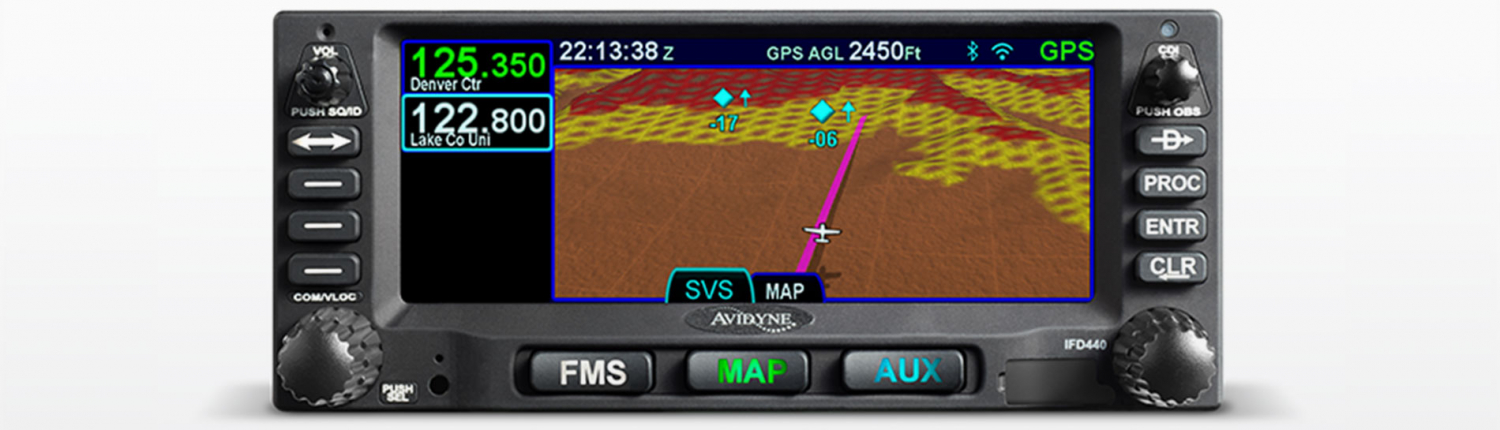 VOL
PUSH SQ/ID
COM/VLOC
PUSH
SEL
125.350
Denver Ctr
122.800
Lake Co Uni
22:13:38 Z
GPS AGL 2450Ft
GPS
-17
-06
SVS
MAP
AVIDYNE
FMS
MAP
AUX
CDI
PUSH OBS
D
PROC
ENTR
CLR
IFD440